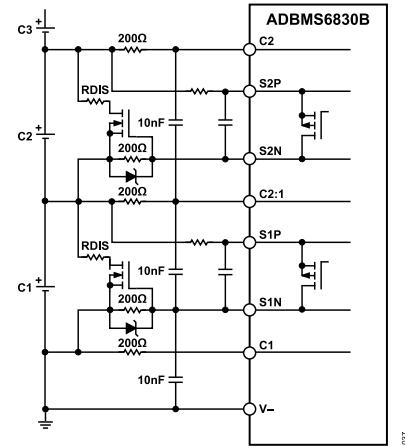 ADBMS6830B
C3
+
200Ω
C2
S2P
RDIS
10nF
C2
+
200Ω
S2N
200Ω
C2:1
S1P
RDIS
10nF
C1
+
200Ω
S1N
200Ω
C1
10nF
V–
037